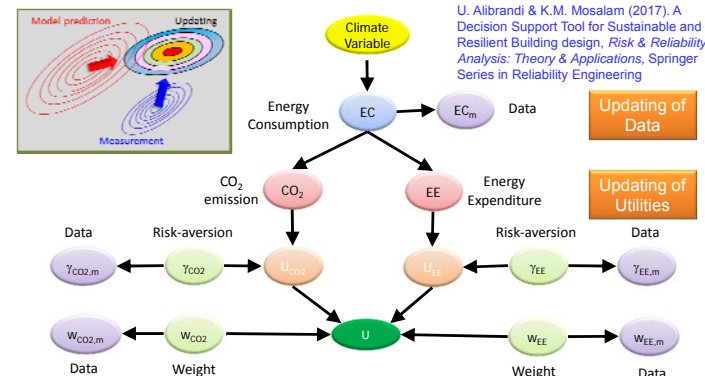 Model prediction
Updating
Measurement
Climate
Variable
U. Alibrandi & K.M. Mosalam (2017). A
Decision Support Tool for Sustainable and
Resilient Building design, Risk & Reliability
Analysis: Theory & Applications, Springer
Series in Reliability Engineering
Energy
Consumption
EC
ECm
Data
Updating of
Data
CO2
emission
CO2
EE
Energy
Expenditure
Updating of
Utilities
Data
Risk-aversion
Risk-aversion
Data
γCO2,m
γCO2
UCO2
UEE
γEE
γEE,m
wCO2,m
wCO2
U
wEE
wEE,m
Data
Weight
Weight
Data